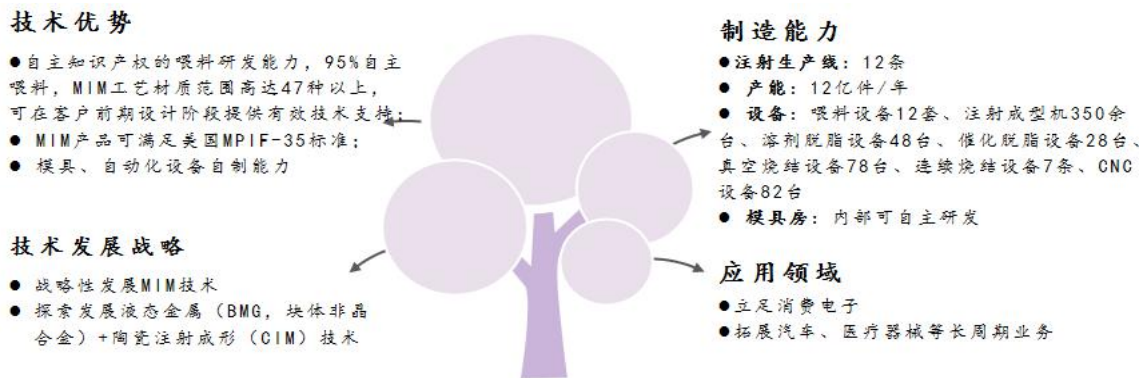 技术优势
●自主知识产权的喂料研发能力，95%自主
喂料，MIM工艺材质范围高达47种以上，
可在客户前期设计阶段提供有效技术支持；
● MIM产品可满足美国MPIF-35标准；
● 模具、自动化设备自制能力
技术发展战略
● 战略性发展MIM技术
● 探索发展液态金属（BMG，块体非晶
合金）+陶瓷注射成形（CIM）技术
制造能力
●注射生产线：12条
● 产能：12亿件/年
● 设备：喂料设备12套、注射成型机350余
台、溶剂脱脂设备48台、催化脱脂设备28台、
真空烧结设备78台、连续烧结设备7条、CNC
设备82台
● 模具房：内部可自主研发
应用领域
●立足消费电子
●拓展汽车、医疗器械等长周期业务